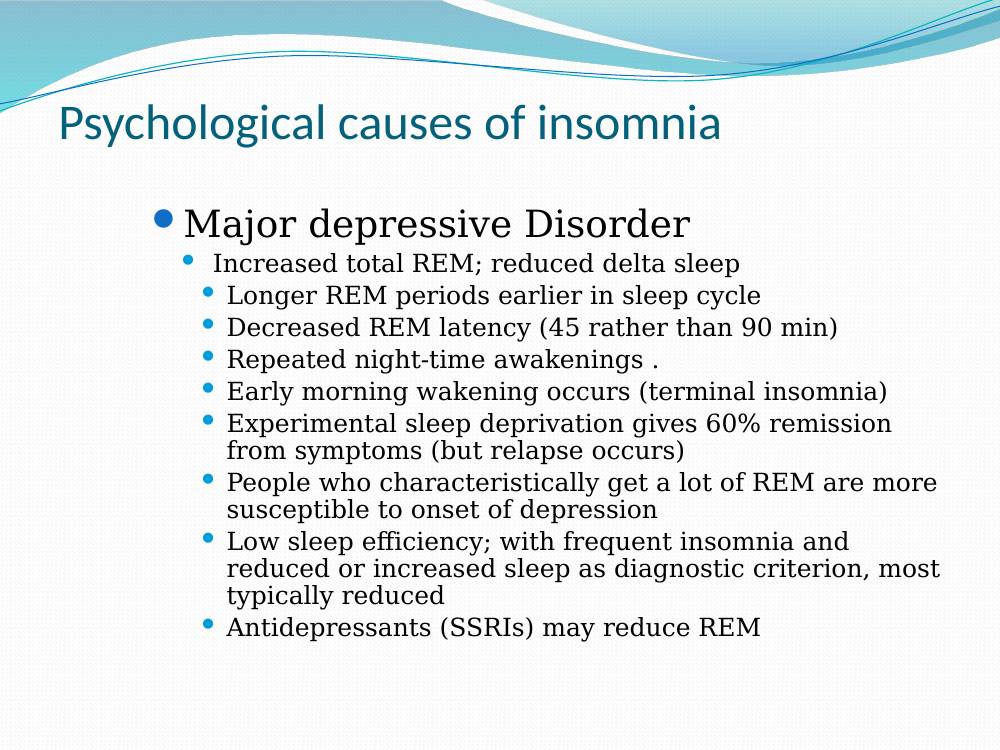 Psychological causes of insomnia
Major depressive Disorder
Increased total REM; reduced delta sleep
Longer REM periods earlier in sleep cycle
Decreased REM latency (45 rather than 90 min)
Repeated night-time awakenings .
Early morning wakening occurs (terminal insomnia)
Experimental sleep deprivation gives 60% remission
from symptoms (but relapse occurs)
People who characteristically get a lot of REM are more
susceptible to onset of depression
Low sleep efficiency; with frequent insomnia and
reduced or increased sleep as diagnostic criterion, most
typically reduced
Antidepressants (SSRIs) may reduce REM